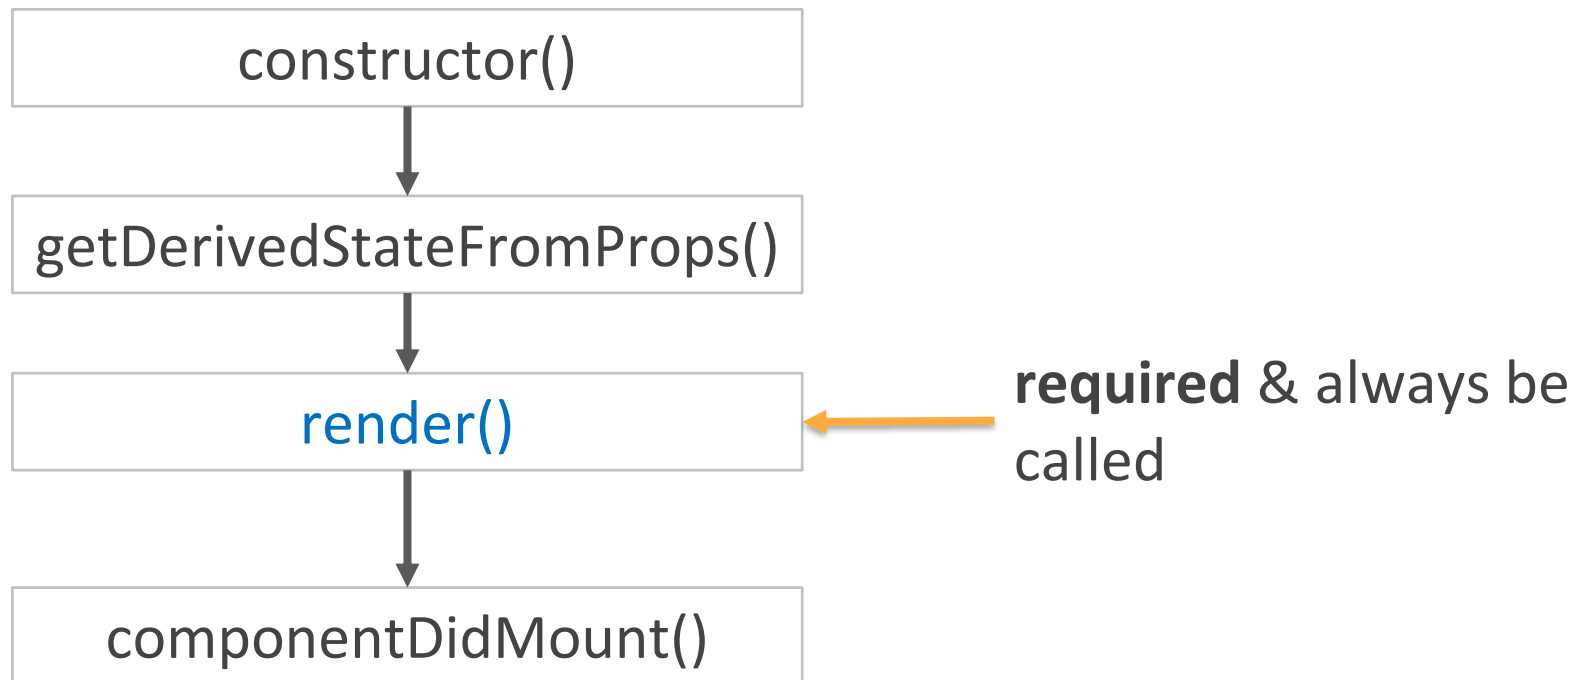 constructor()
getDerivedStateFromProps()
render()
required & always be
called
componentDidMount()